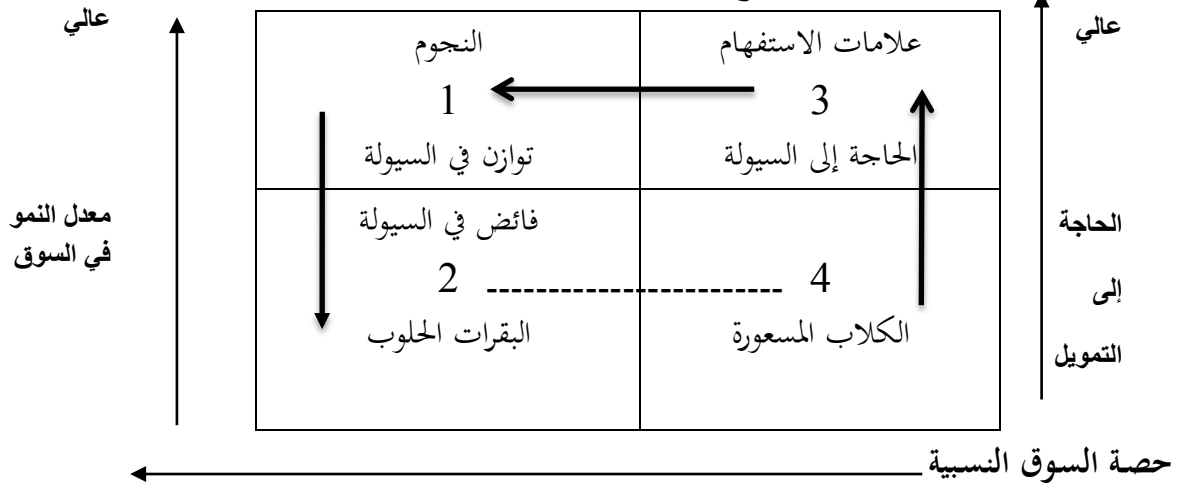 عالي
عالي
علامات الاستفهام
النجوم
3
1
الحاجة إلى السيولة
توازن في السيولة
الحاجة
إلى
التمويل
معدل النمو
في السوق
فائض في السيولة
4
2
الكلاب المسعورة
البقرات الحلوب
حصة السوق النسبية